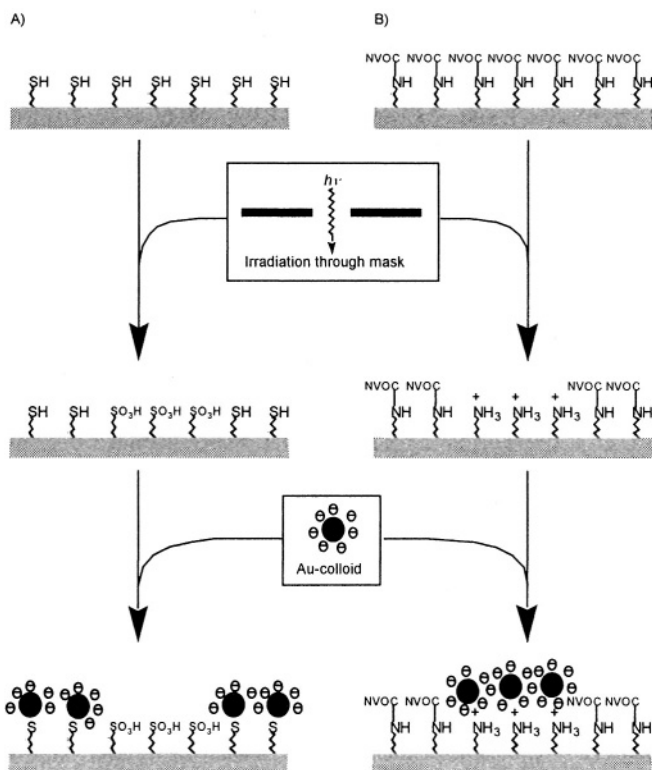 A)
B)
SH SH SH SH SH SH SH
NVOC NVOC NVOC NVOC NVOC NVOC NVOC
NH NH NH NH NH NH NH
hν
Irradiation through mask
SH SH SO3H SO3H SO3H SH SH
NVOC NVOC NVOC NVOC
+ + +
NH NH NH3 NH3 NH3 NH NH
⊖ ⊖ ⊖ ⊖ ⊖ ⊖ ⊖
Au-colloid
S S SO3H SO3H SO3H S S
NVOC NVOC NVOC NVOC
+ + +
NH NH NH3 NH3 NH3 NH NH